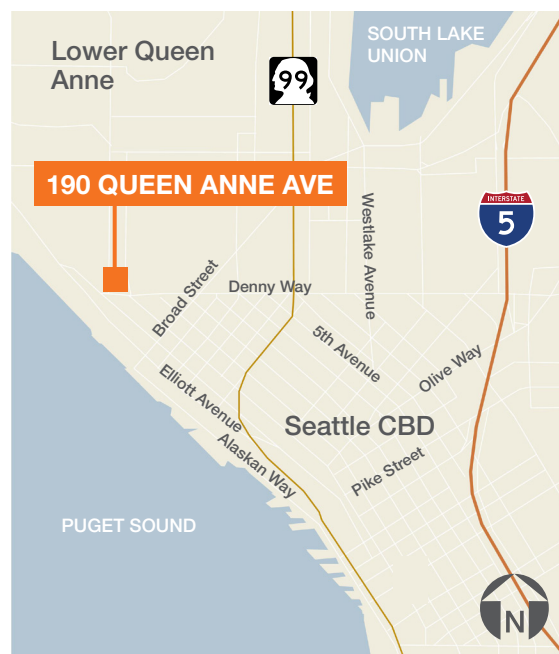 Lower Queen
Anne
SOUTH LAKE
UNION
99
190 QUEEN ANNE AVE
INTERSTATE
5
Westlake Avenue
Broad Street
Denny Way
5th Avenue
Olive Way
Elliott Avenue
Seattle CBD
Alaskan Way
Pike Street
PUGET SOUND
N